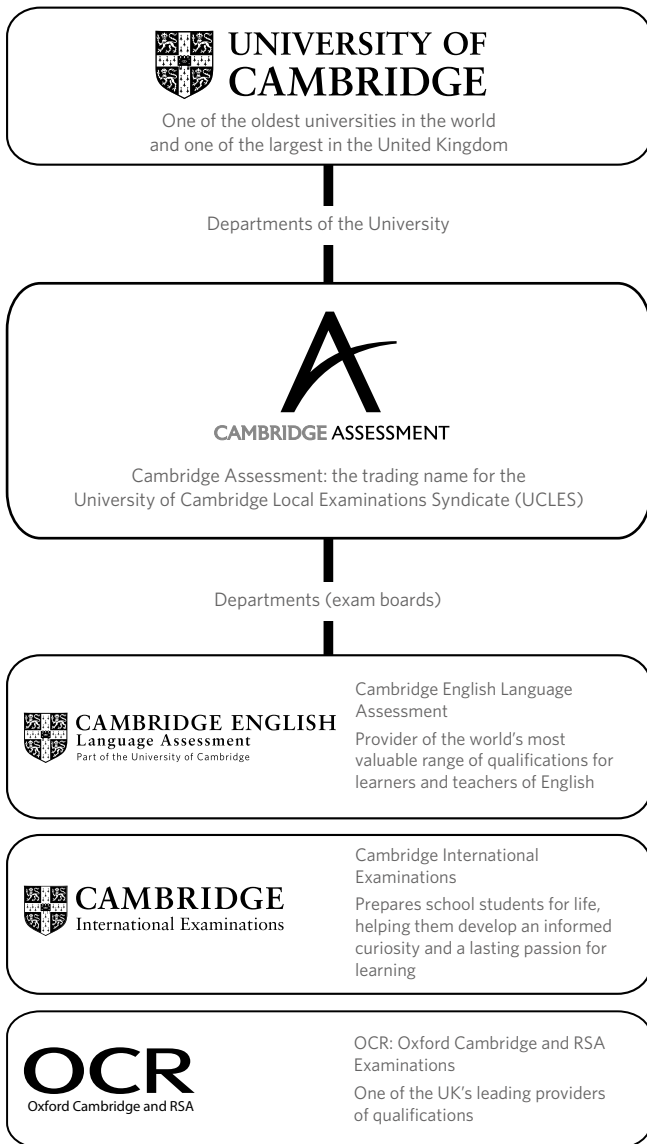 UNIVERSITY OF
CAMBRIDGE
One of the oldest universities in the world
and one of the largest in the United Kingdom
Departments of the University
CAMBRIDGE ASSESSMENT
Cambridge Assessment: the trading name for the
University of Cambridge Local Examinations Syndicate (UCLES)
Departments (exam boards)
CAMBRIDGE ENGLISH
Language Assessment
Part of the University of Cambridge
Cambridge English Language
Assessment
Provider of the world’s most
valuable range of qualifications for
learners and teachers of English
CAMBRIDGE
International Examinations
Cambridge International
Examinations
Prepares school students for life,
helping them develop an informed
curiosity and a lasting passion for
learning
OCR
Oxford Cambridge and RSA
OCR: Oxford Cambridge and RSA
Examinations
One of the UK’s leading providers
of qualifications